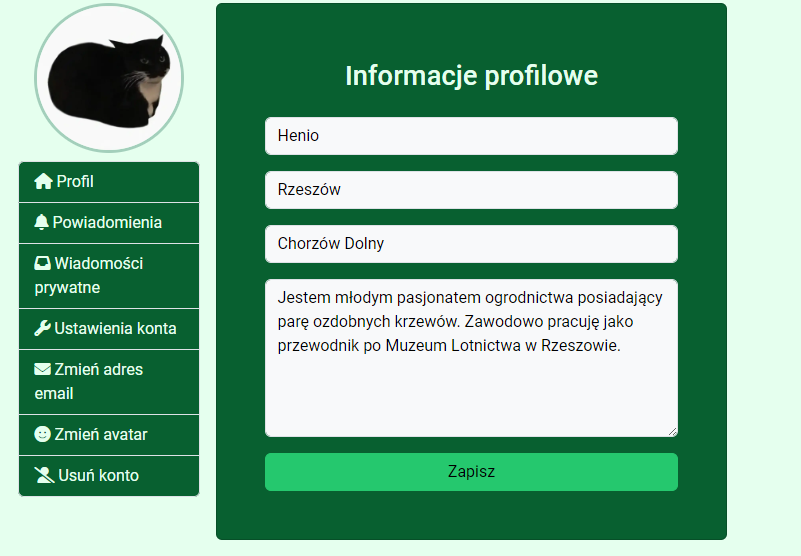 Profil
Powiadomienia
Wiadomości
prywatne
Ustawienia konta
Zmień adres
email
Zmień avatar
Usuń konto
Informacje profilowe
Henio
Rzeszów
Chorzów Dolny
Jestem młodym pasjonatem ogrodnictwa posiadający
parę ozdobnych krzewów. Zawodowo pracuję jako
przewodnik po Muzeum Lotnictwa w Rzeszowie.
Zapisz